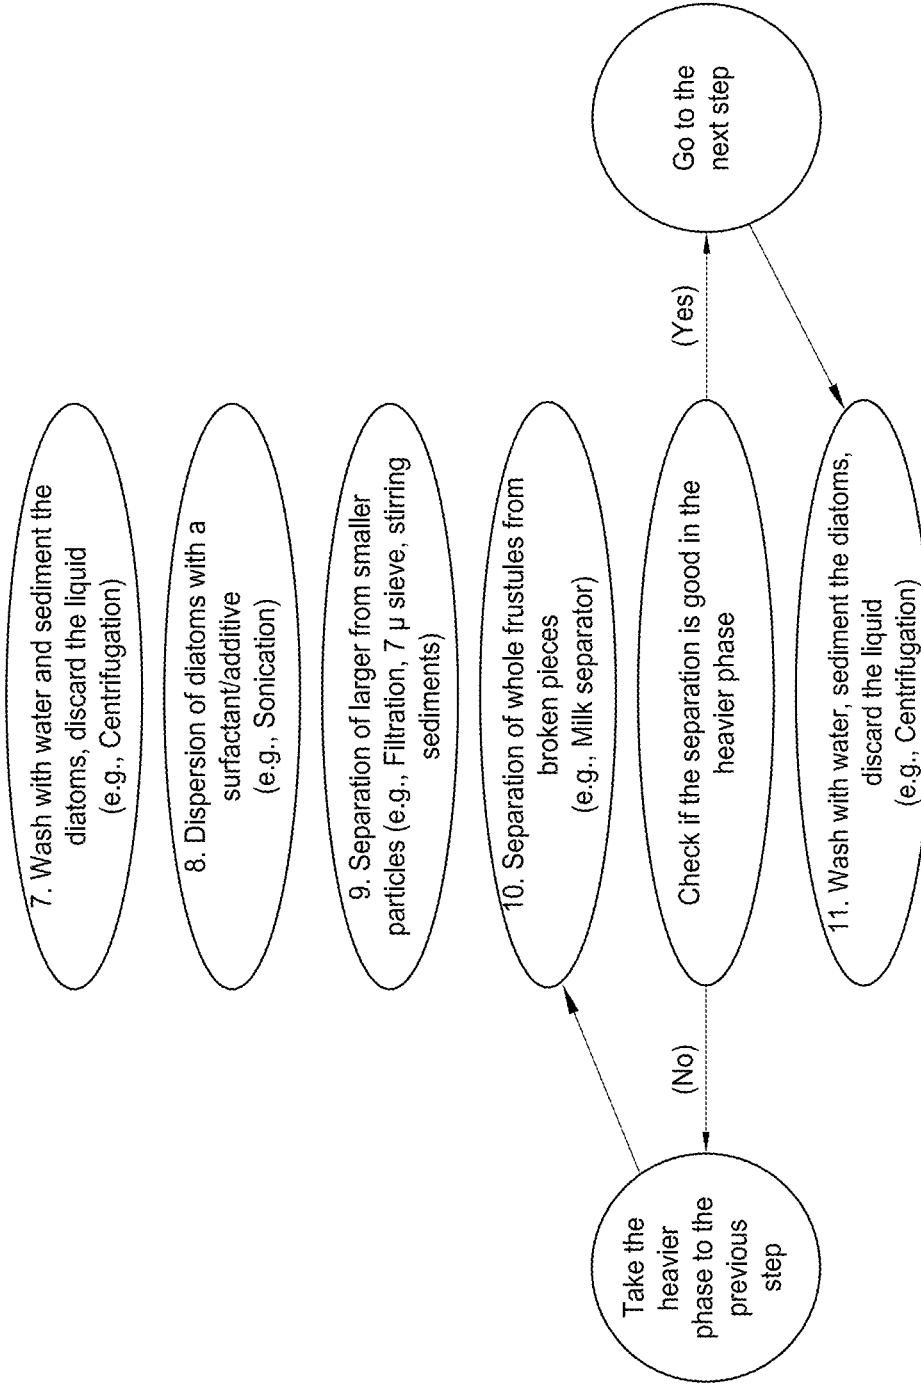 7. Wash with water and sediment the
diatoms, discard the liquid
(e.g., Centrifugation)
8. Dispersion of diatoms with a
surfactant/additive
(e.g., Sonication)
9. Separation of larger from smaller
particles (e.g., Filtration, 7 μ sieve, stirring
sediments)
10. Separation of whole frustules from
broken pieces
(e.g., Milk separator)
Check if the separation is good in the
heavier phase
(No)
Take the
heavier
phase to the
previous
step
(Yes)
Go to the
next step
11. Wash with water, sediment the diatoms,
discard the liquid
(e.g., Centrifugation)